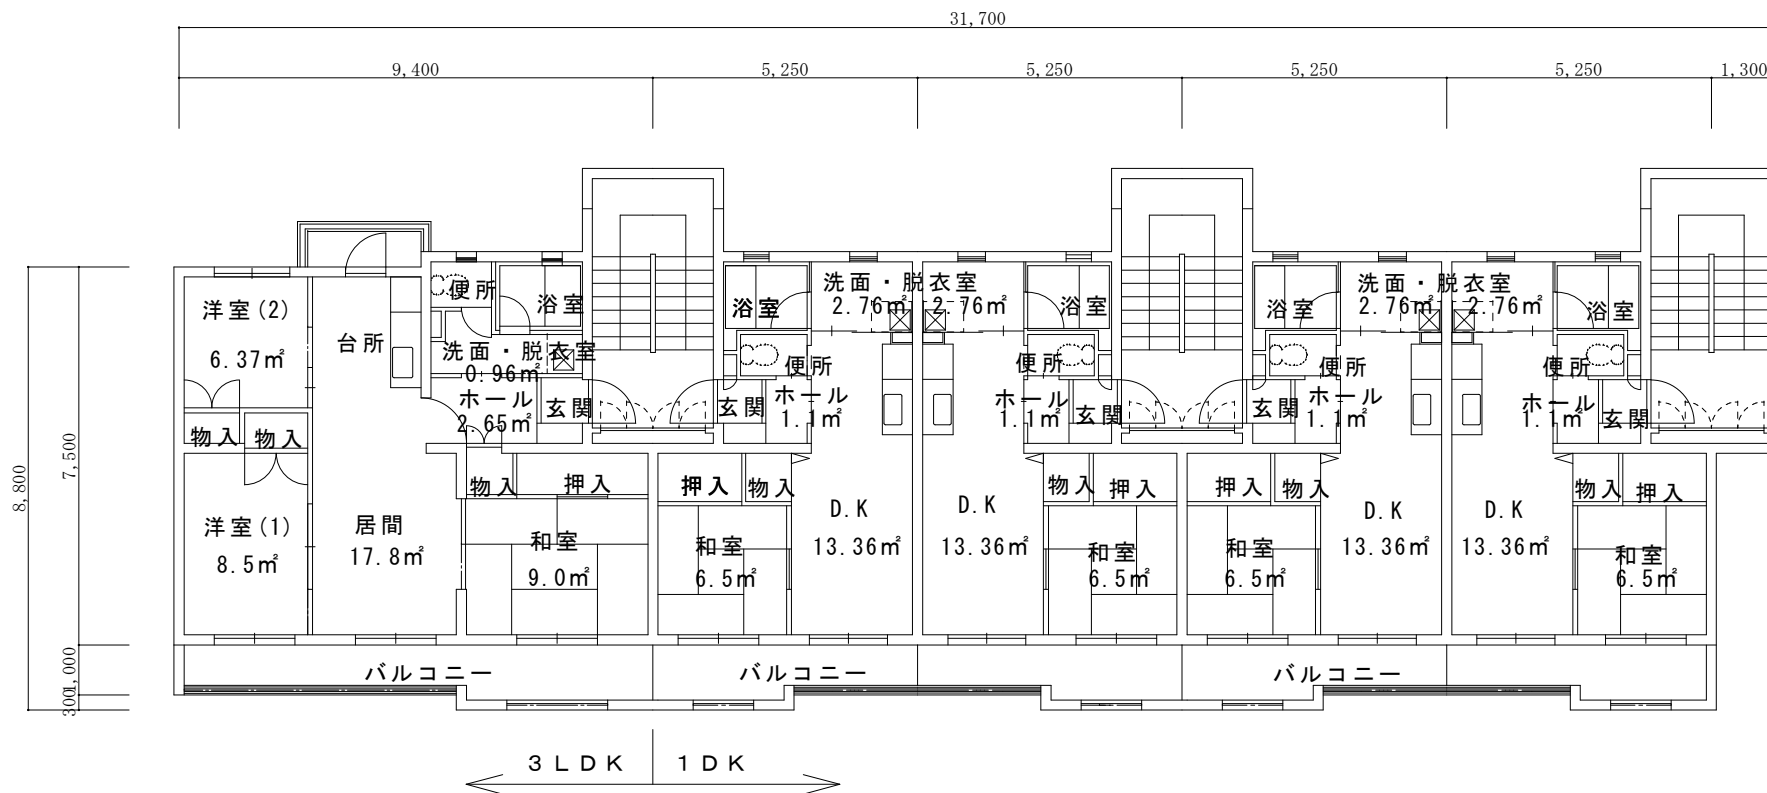 31,700
9,400
5,250
5,250
5,250
5,250
1,300
8,800
7,500
1,000
300
洋室(2)
6.37㎡
台所
便所
浴室
洗面・脱衣室
0.96㎡
ホール
2.65㎡
玄関
物入
物入
洋室(1)
8.5㎡
居間
17.8㎡
物入
押入
和室
9.0㎡
浴室
洗面・脱衣室
2.76㎡
2.76㎡
浴室
便所
便所
玄関
ホール
1.1㎡
ホール
1.1㎡
玄関
押入
物入
D.K
13.36㎡
D.K
13.36㎡
物入
押入
和室
6.5㎡
和室
6.5㎡
浴室
洗面・脱衣室
2.76㎡
2.76㎡
浴室
便所
便所
玄関
ホール
1.1㎡
ホール
1.1㎡
玄関
押入
物入
D.K
13.36㎡
D.K
13.36㎡
物入
押入
和室
6.5㎡
和室
6.5㎡
バルコニー
バルコニー
バルコニー
3LDK
1DK